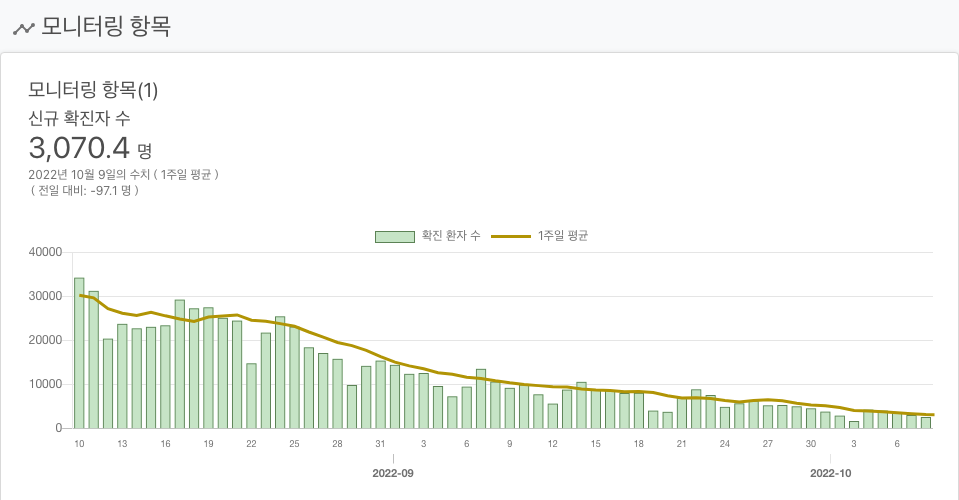 모니터링 항목
모니터링 항목(1)
신규 확진자 수
3,070.4 명
2022년 10월 9일의 수치 ( 1주일 평균 )
( 전일 대비: -97.1 명 )
확진 환자 수 1주일 평균
40000
30000
20000
10000
0
10 13 16 19 22 25 28 31 3 6 9 12 15 18 21 24 27 30 3 6
2022-09 2022-10